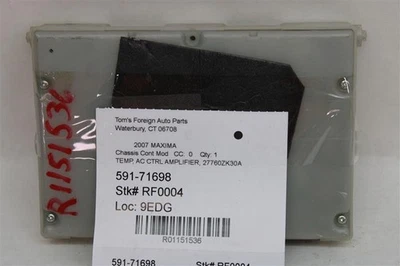 R1151536
Tom's Foreign Auto Parts
Waterbury, CT 06708
2007 MAXIMA
Chassis Cont Mod CC: 0 Qty: 1
TEMP, AC CTRL AMPLIFIER, 27760ZK30A
591-71698
Stk# RF0004
Loc: 9EDG
R01151536
591-71698 Stk# RF0004